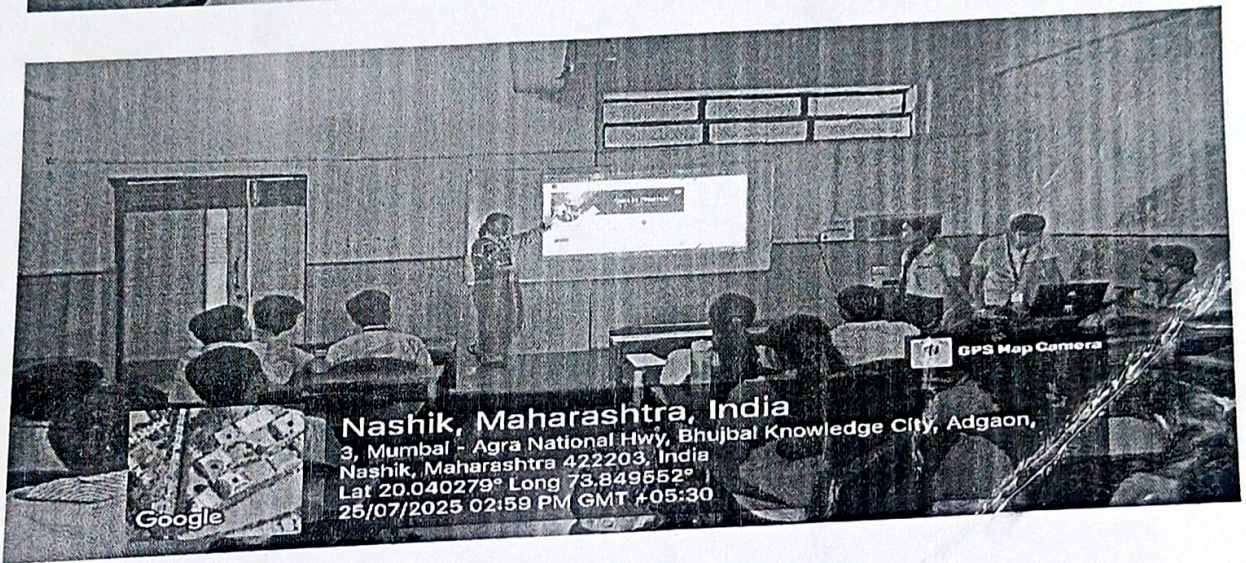 GPS Map Camera
Nashik, Maharashtra, India
3, Mumbai - Agra National Hwy, Bhujbal Knowledge City, Adgaon,
Nashik, Maharashtra 422203, India
Lat 20.040279° Long 73.849552°
25/07/2025 02:59 PM GMT +05:30
Google